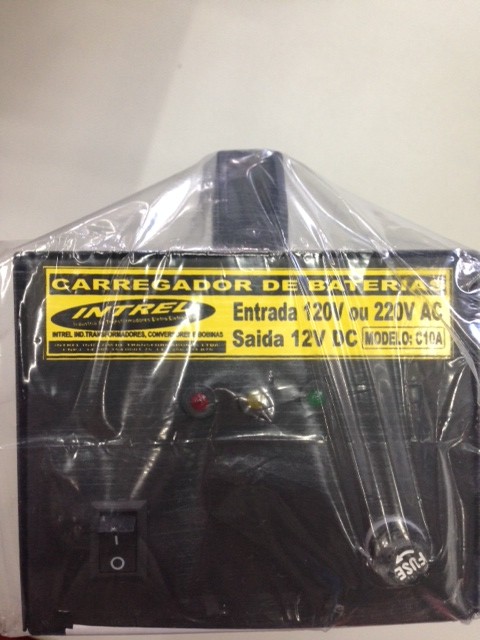 CARREGADOR DE BATERIAS
INTREL
Entrada 120V ou 220V AC
INTREL IND.TRANSFORMADORES, CONVERSORES E BOBINAS
Saida 12V DC
MODELO: C10A
I
O
FUSE